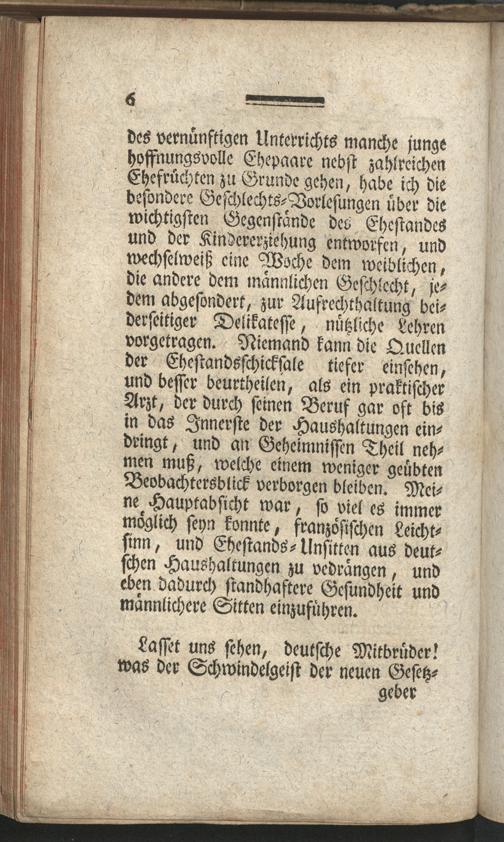 6
des vernünftigen Unterrichts manche junge
hoffnungsvolle Ehepaare nebst zahlreichen
Ehefrüchten zu Grunde gehen, habe ich die
besondere Geschlechts-Vorlesungen über die
wichtigsten Gegenstände des Ehestandes
und der Kindererziehung entworfen, und
wechselweiß eine Woche dem weiblichen,
die andere dem männlichen Geschlecht, je-
dem abgesondert, zur Aufrechthaltung bei-
derseitiger Delikatesse, nützliche Lehren
vorgetragen. Niemand kann die Quellen
der Ehestandsschicksale tiefer einsehen,
und besser beurtheilen, als ein praktischer
Arzt, der durch seinen Beruf gar oft bis
in das Innerste der Haushaltungen ein-
dringt, und an Geheimnissen Theil neh-
men muß, welche einem weniger geübten
Beobachtersblick verborgen bleiben. Mei-
ne Hauptabsicht war, so viel es immer
möglich seyn konnte, französischen Leicht-
sinn, und Ehestands-Unsitten aus deut-
schen Haushaltungen zu vedrängen, und
eben dadurch standhaftere Gesundheit und
männlichere Sitten einzuführen.
Lasset uns sehen, deutsche Mitbrüder!
was der Schwindelgeist der neuen Gesetz-
geber